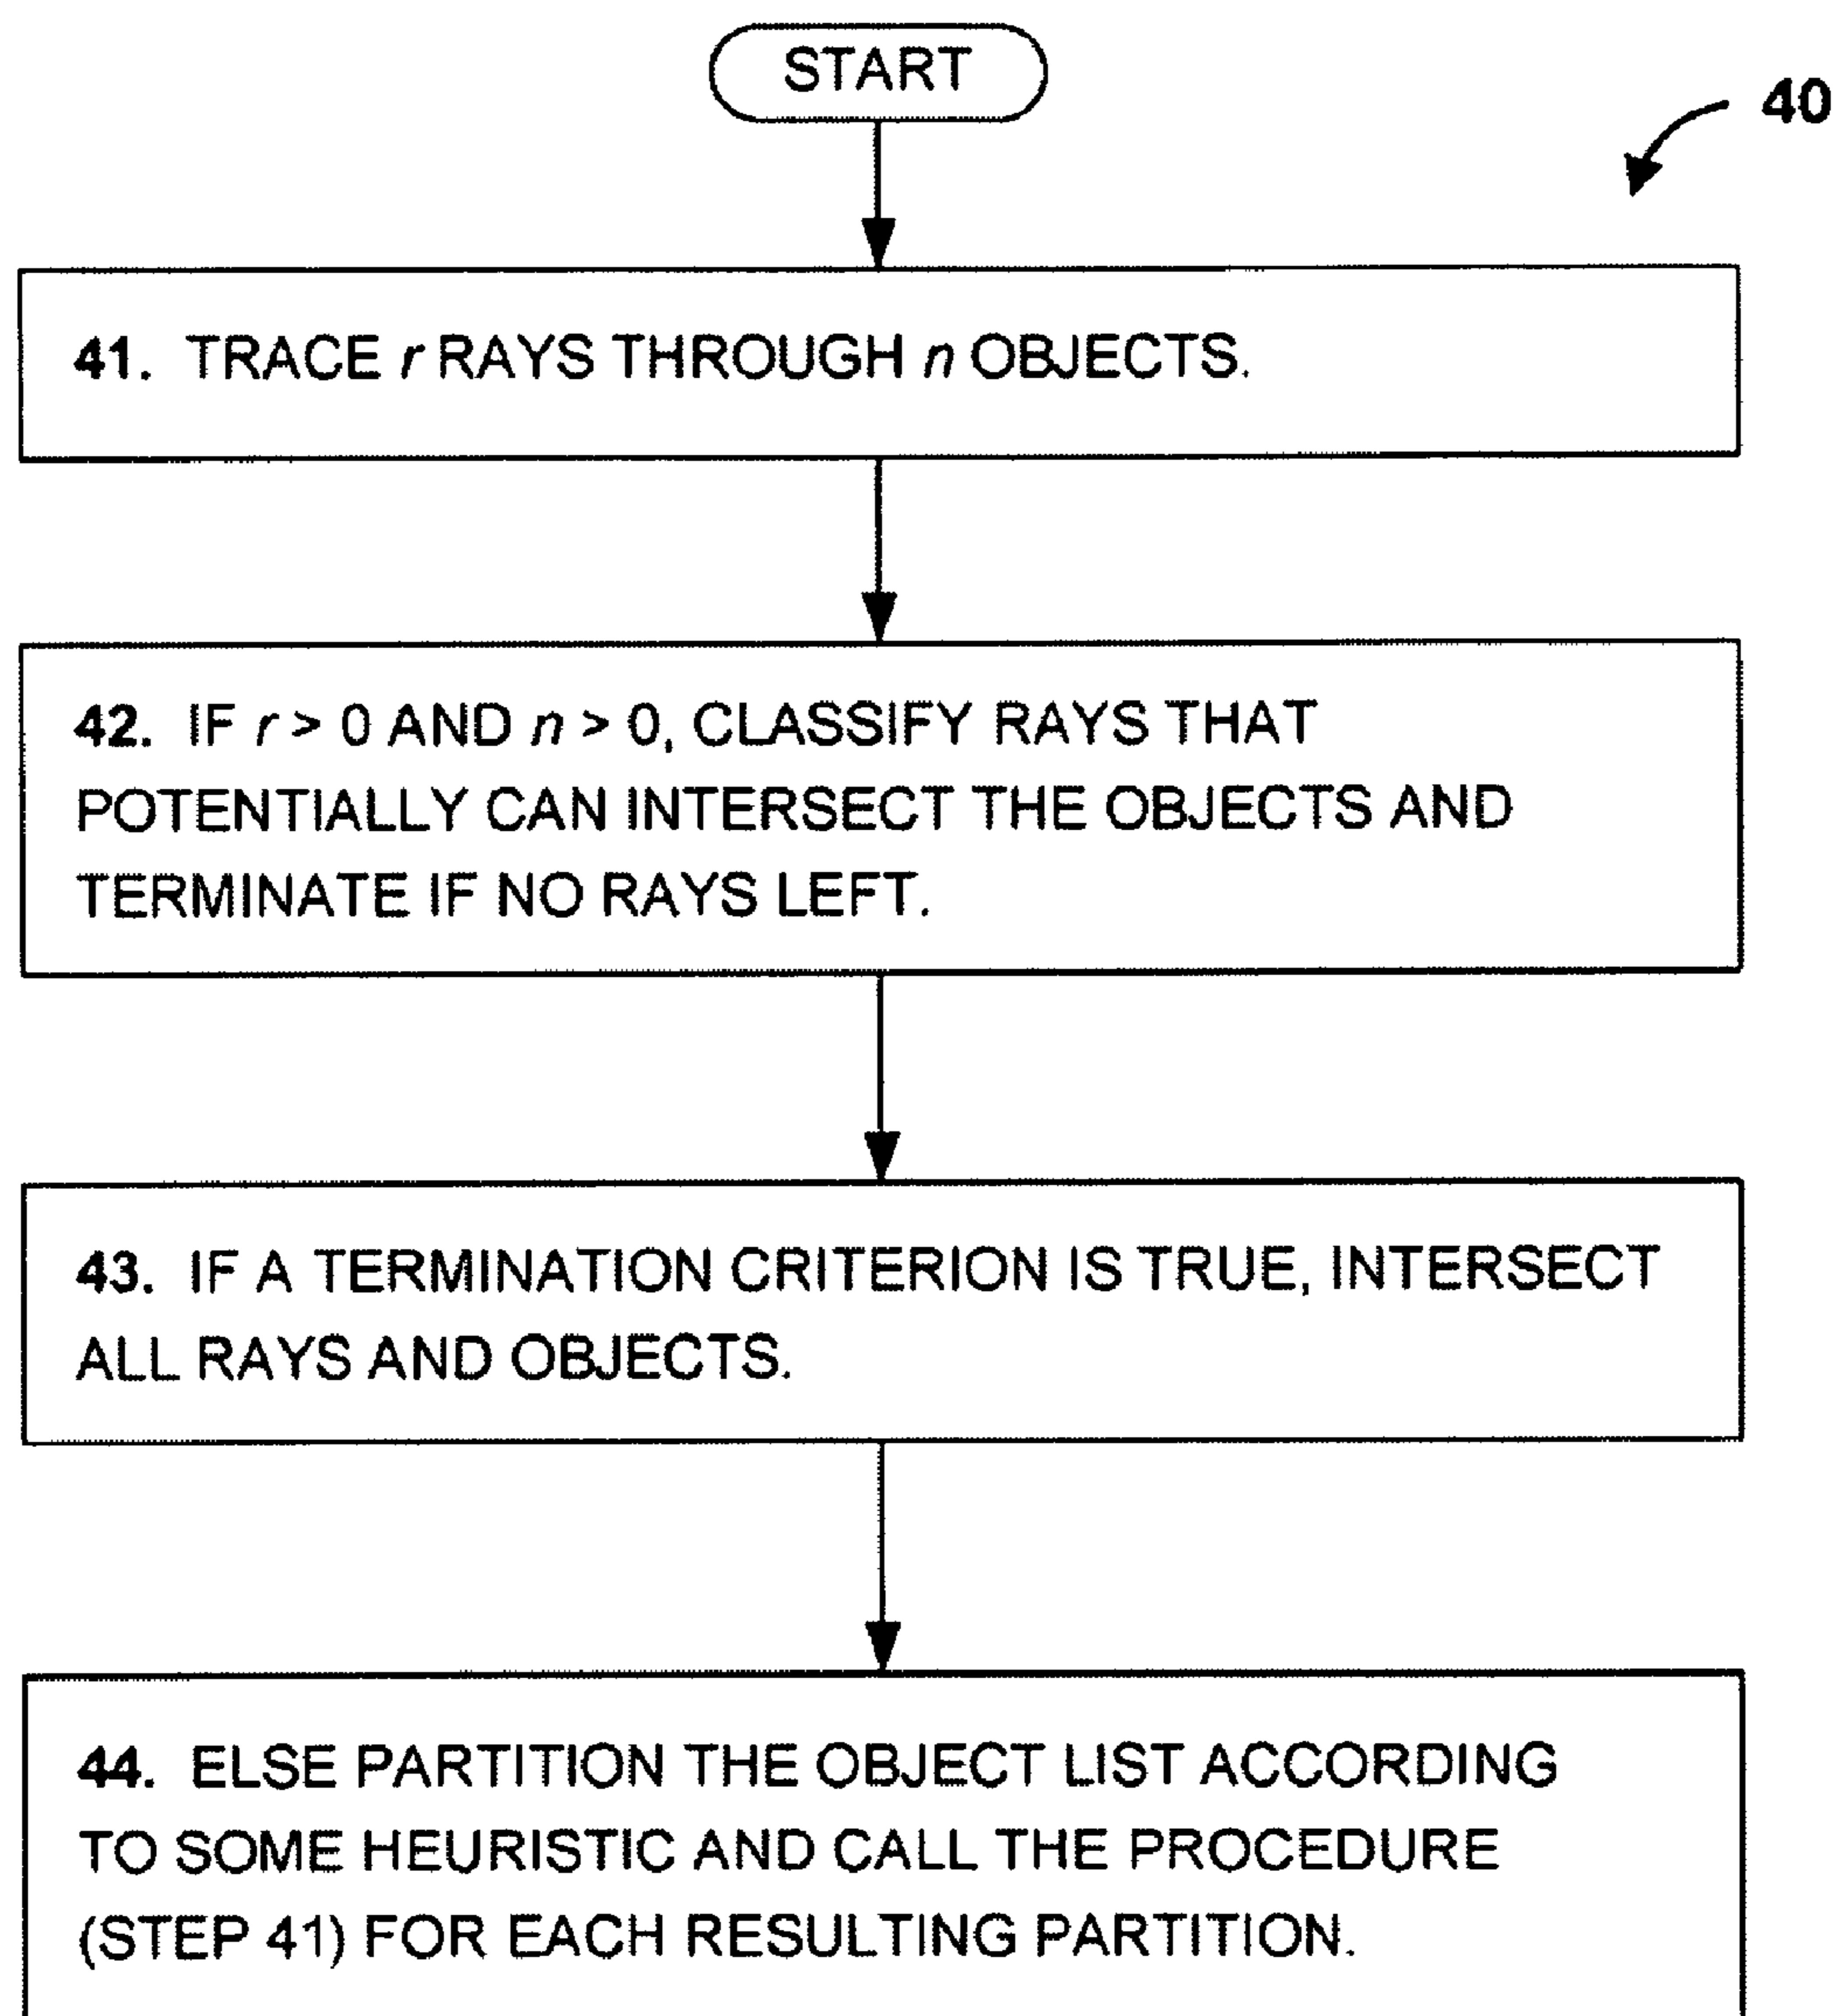 START
40
41. TRACE r RAYS THROUGH n OBJECTS.
42. IF r > 0 AND n > 0, CLASSIFY RAYS THAT
POTENTIALLY CAN INTERSECT THE OBJECTS AND
TERMINATE IF NO RAYS LEFT.
43. IF A TERMINATION CRITERION IS TRUE, INTERSECT
ALL RAYS AND OBJECTS.
44. ELSE PARTITION THE OBJECT LIST ACCORDING
TO SOME HEURISTIC AND CALL THE PROCEDURE
(STEP 41) FOR EACH RESULTING PARTITION.